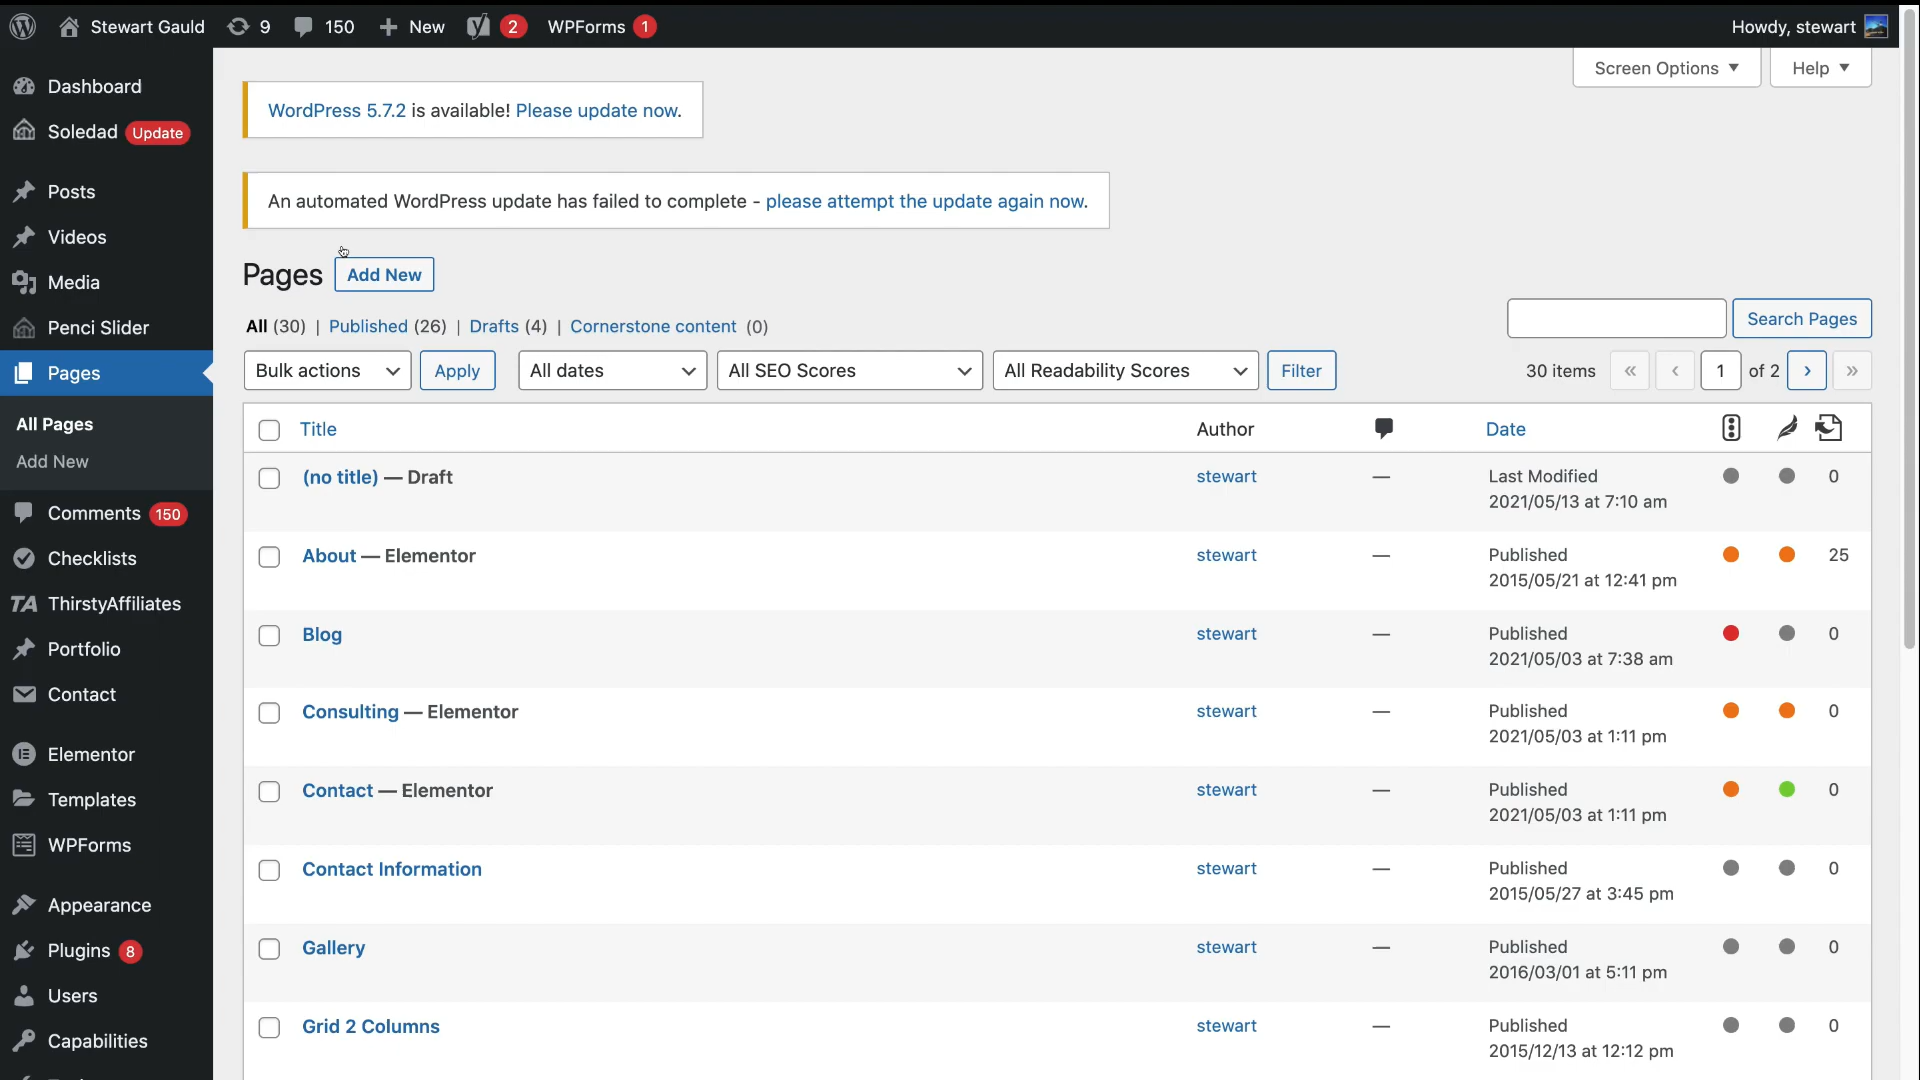 Stewart Gauld 9 150 New 2 WPForms 1 Howdy, stewart
Screen Options Help
Dashboard
Soledad Update
Posts
Videos
Media
Penci Slider
Pages
All Pages
Add New
Comments 150
Checklists
TA ThirstyAffiliates
Portfolio
Contact
Elementor
Templates
WPForms
Appearance
Plugins 8
Users
Capabilities
WordPress 5.7.2 is available! Please update now.
An automated WordPress update has failed to complete - please attempt the update again now.
Pages Add New
All (30) | Published (26) | Drafts (4) | Cornerstone content (0)
Search Pages
Bulk actions Apply All dates All SEO Scores All Readability Scores Filter 30 items « ‹ 1 of 2 › »
Title Author Date
(no title) — Draft stewart — Last Modified 0
2021/05/13 at 7:10 am
About — Elementor stewart — Published 25
2015/05/21 at 12:41 pm
Blog stewart — Published 0
2021/05/03 at 7:38 am
Consulting — Elementor stewart — Published 0
2021/05/03 at 1:11 pm
Contact — Elementor stewart — Published 0
2021/05/03 at 1:11 pm
Contact Information stewart — Published 0
2015/05/27 at 3:45 pm
Gallery stewart — Published 0
2016/03/01 at 5:11 pm
Grid 2 Columns stewart — Published 0
2015/12/13 at 12:12 pm